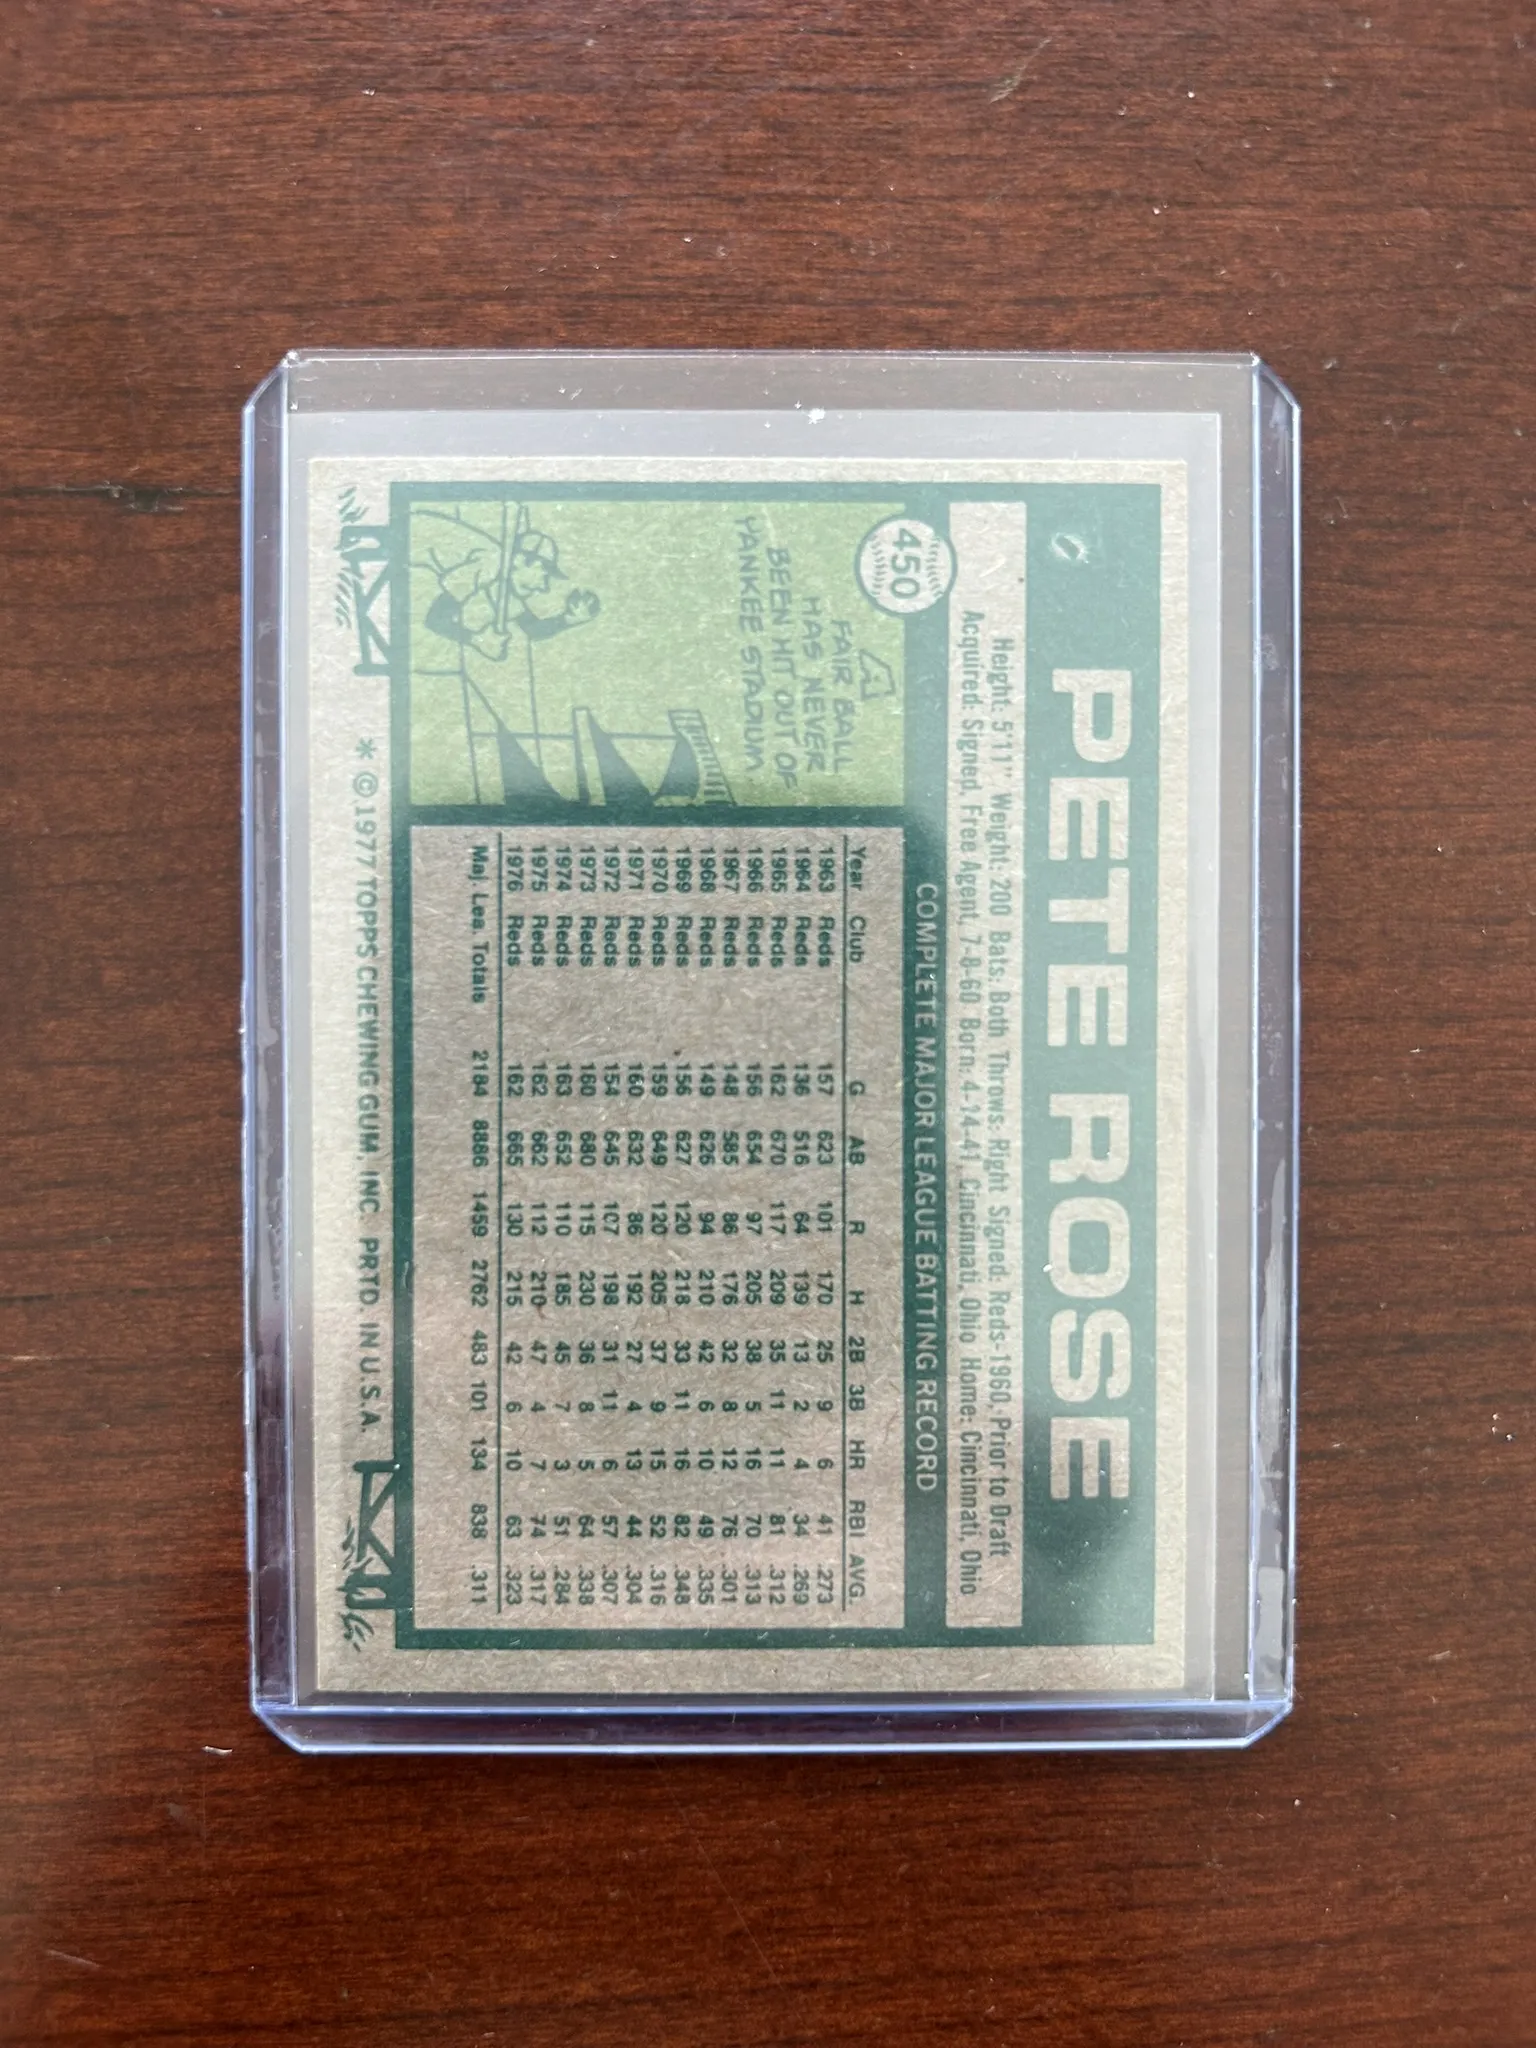 PETE ROSE
Height: 5'11" Weight: 200 Bats: Both Throws: Right Signed: Reds-1960, Prior to Draft
Acquired: Signed, Free Agent, 7-8-60 Born: 4-14-41, Cincinnati, Ohio Home: Cincinnati, Ohio
450
COMPLETE MAJOR LEAGUE BATTING RECORD
A
FAIR BALL
HAS NEVER
BEEN HIT OUT OF
YANKEE STADIUM.
Year Club G AB R H 2B 3B HR RBI AVG.
1963 Reds 157 623 101 170 25 9 6 41 .273
1964 Reds 136 516 64 139 13 2 4 34 .269
1965 Reds 162 670 117 209 35 11 11 81 .312
1966 Reds 156 654 97 205 38 5 16 70 .313
1967 Reds 148 585 86 176 32 8 12 76 .301
1968 Reds 149 626 94 210 42 6 10 49 .335
1969 Reds 156 627 120 218 33 11 16 82 .348
1970 Reds 159 649 120 205 37 9 15 52 .316
1971 Reds 160 632 86 192 27 4 13 44 .304
1972 Reds 154 645 107 198 31 11 6 57 .307
1973 Reds 160 680 115 230 36 8 5 64 .338
1974 Reds 163 652 110 185 45 7 3 51 .284
1975 Reds 162 662 112 210 47 4 7 74 .317
1976 Reds 162 665 130 215 42 6 10 63 .323
Maj. Lea. Totals 2184 8886 1459 2762 483 101 134 838 .311
* © 1977 TOPPS CHEWING GUM, INC. PRTD. IN U.S.A.